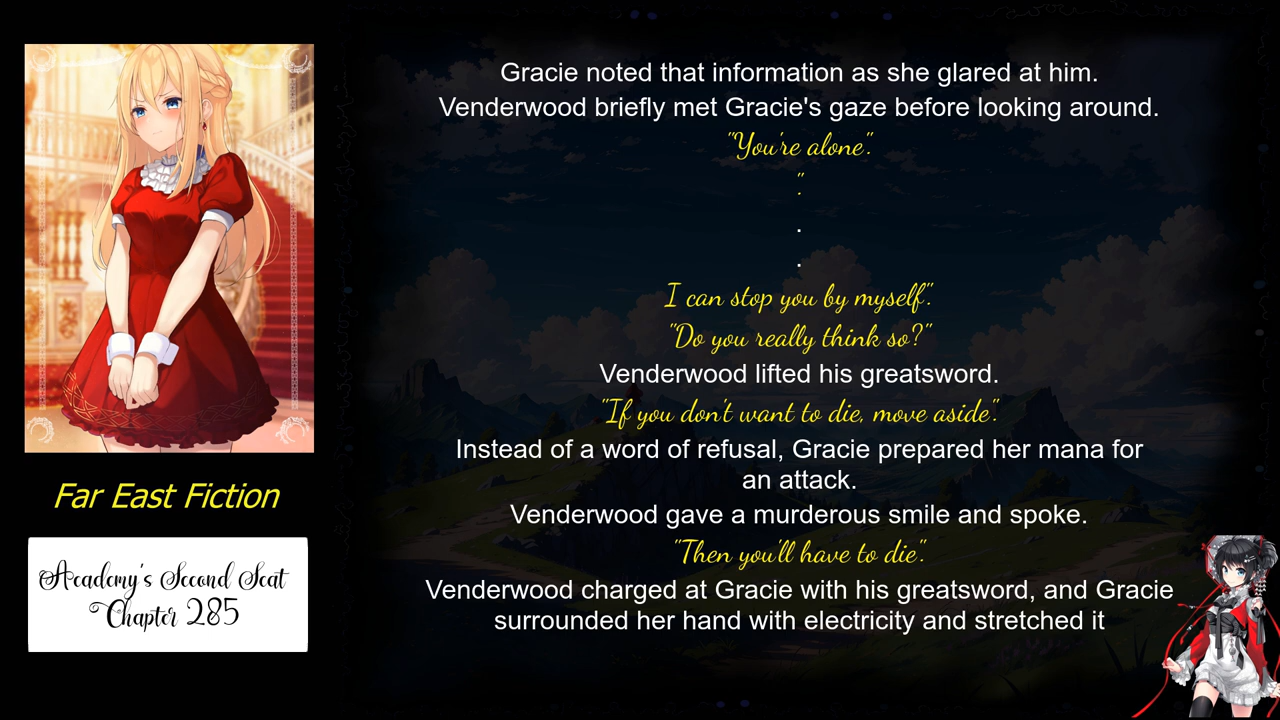 Gracie noted that information as she glared at him.
Venderwood briefly met Gracie's gaze before looking around.
"You're alone".
".
.
.
I can stop you by myself".
"Do you really think so?"
Venderwood lifted his greatsword.
"If you don't want to die, move aside".
Instead of a word of refusal, Gracie prepared her mana for
an attack.
Venderwood gave a murderous smile and spoke.
"Then you'll have to die".
Venderwood charged at Gracie with his greatsword, and Gracie
surrounded her hand with electricity and stretched it
Far East Fiction
Academy's Second Seat
Chapter 285